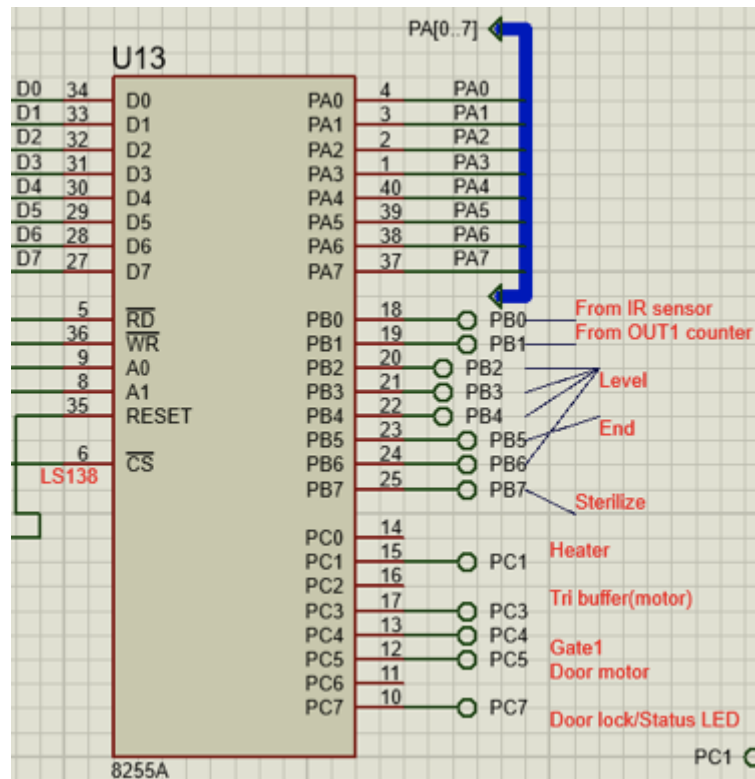 PA[0..7]
U13
D0 34 D0 PA0 4 PA0
D1 33 D1 PA1 3 PA1
D2 32 D2 PA2 2 PA2
D3 31 D3 PA3 1 PA3
D4 30 D4 PA4 40 PA4
D5 29 D5 PA5 39 PA5
D6 28 D6 PA6 38 PA6
D7 27 D7 PA7 37 PA7
5 RD PB0 18 PB0 From IR sensor
36 WR PB1 19 PB1 From OUT1 counter
9 A0 PB2 20 PB2
8 A1 PB3 21 PB3 Level
35 RESET PB4 22 PB4
PB5 23 PB5 End
6 CS PB6 24 PB6
LS138 PB7 25 PB7 Sterilize
PC0 14
PC1 15 PC1 Heater
PC2 16
PC3 17 PC3 Tri buffer(motor)
PC4 13 PC4 Gate1
PC5 12 PC5 Door motor
PC6 11
PC7 10 PC7 Door lock/Status LED
8255A
PC1